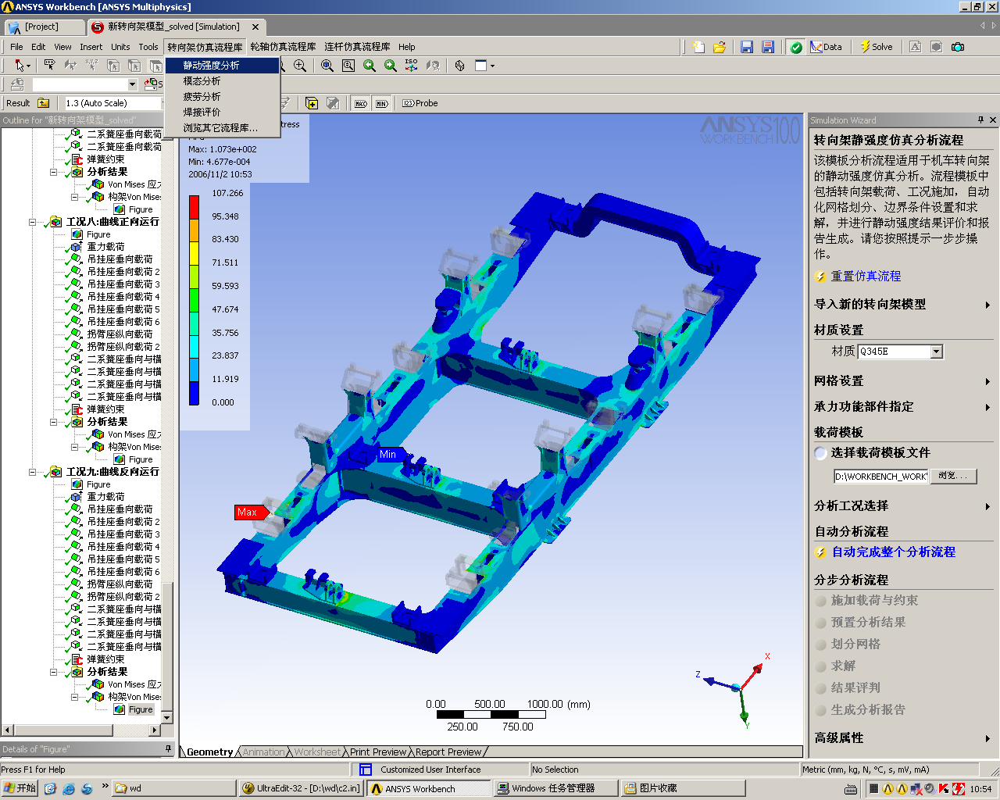 ANSYS Workbench [ANSYS Multiphysics]
[Project]
新转向架模型_solved [Simulation]
File Edit View Insert Units Tools 转向架仿真流程库 轮轴仿真流程库 连杆仿真流程库 Help
Data
Solve
静动强度分析
模态分析
疲劳分析
焊接评价
浏览其它流程库...
ISO
Result
1.3 (Auto Scale)
MAX
MIN
Probe
Outline for "新转向架模型_solved"
二系簧座垂向载荷
二系簧座垂向载荷
弹簧约束
分析结果
Von Mises 应力
构架Von Mises
Figure
工况八:曲线正向运行
Figure
重力载荷
吊挂座垂向载荷
吊挂座垂向载荷 2
吊挂座垂向载荷 3
吊挂座垂向载荷 4
吊挂座垂向载荷 5
吊挂座垂向载荷 6
拐臂座纵向载荷
拐臂座纵向载荷 2
二系簧座垂向与横
二系簧座垂向与横
二系簧座垂向与横
二系簧座垂向与横
弹簧约束
分析结果
Von Mises 应力
构架Von Mises
Figure
工况九:曲线反向运行
Figure
重力载荷
吊挂座垂向载荷
吊挂座垂向载荷 2
吊挂座垂向载荷 3
吊挂座垂向载荷 4
吊挂座垂向载荷 5
吊挂座垂向载荷 6
拐臂座纵向载荷
拐臂座纵向载荷 2
二系簧座垂向与横
二系簧座垂向与横
二系簧座垂向与横
二系簧座垂向与横
弹簧约束
分析结果
Von Mises 应力
构架Von Mises
Figure
Details of "Figure"
tress
Max: 1.073e+002
Min: 4.677e-004
2006/11/2 10:53
107.266
95.348
83.430
71.511
59.593
47.674
35.756
23.837
11.919
0.000
ANSYS 10.0
WORKBENCH
Min
Max
0.00 500.00 1000.00 (mm)
250.00 750.00
X
Y
Z
Geometry Animation Worksheet Print Preview Report Preview
Simulation Wizard
转向架静强度仿真分析流程
该模板分析流程适用于机车转向架
的静动强度仿真分析。流程模板中
包括转向架载荷、工况施加，自动
化网格划分、边界条件设置和求
解，并进行静动强度结果评价和报
告生成。请您按照提示一步步操
作。
重置仿真流程
导入新的转向架模型
材质设置
材质 Q345E
网格设置
承力功能部件指定
载荷模板
选择载荷模板文件
D:\WORKBENCH_WORK\ 浏览...
分析工况选择
自动分析流程
自动完成整个分析流程
分步分析流程
施加载荷与约束
预置分析结果
划分网格
求解
结果评判
生成分析报告
高级属性
Press F1 for Help
Customized User Interface
No Selection
Metric (mm, kg, N, °C, s, mV, mA)
开始
wd
UltraEdit-32 - [D:\wd\c2.in]
ANSYS Workbench
Windows 任务管理器
图片收藏
10:54